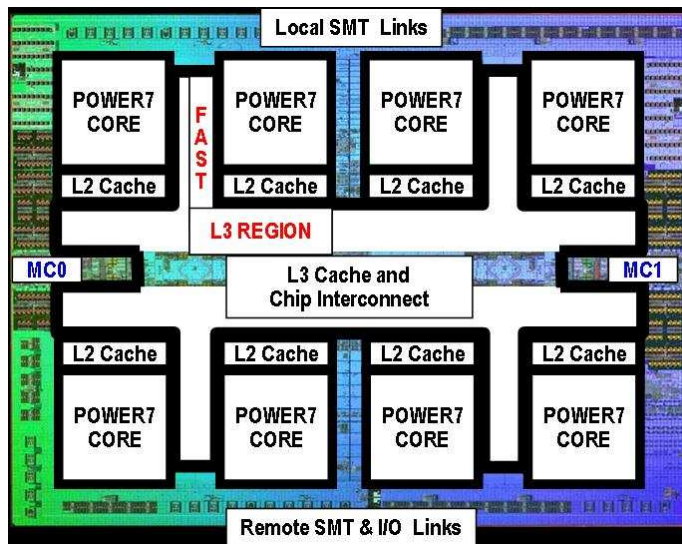 Local SMT Links
POWER7
CORE
POWER7
CORE
POWER7
CORE
POWER7
CORE
FAST
L2 Cache
L2 Cache
L2 Cache
L2 Cache
L3 REGION
MC0
L3 Cache and
Chip Interconnect
MC1
L2 Cache
L2 Cache
L2 Cache
L2 Cache
POWER7
CORE
POWER7
CORE
POWER7
CORE
POWER7
CORE
Remote SMT & I/O Links